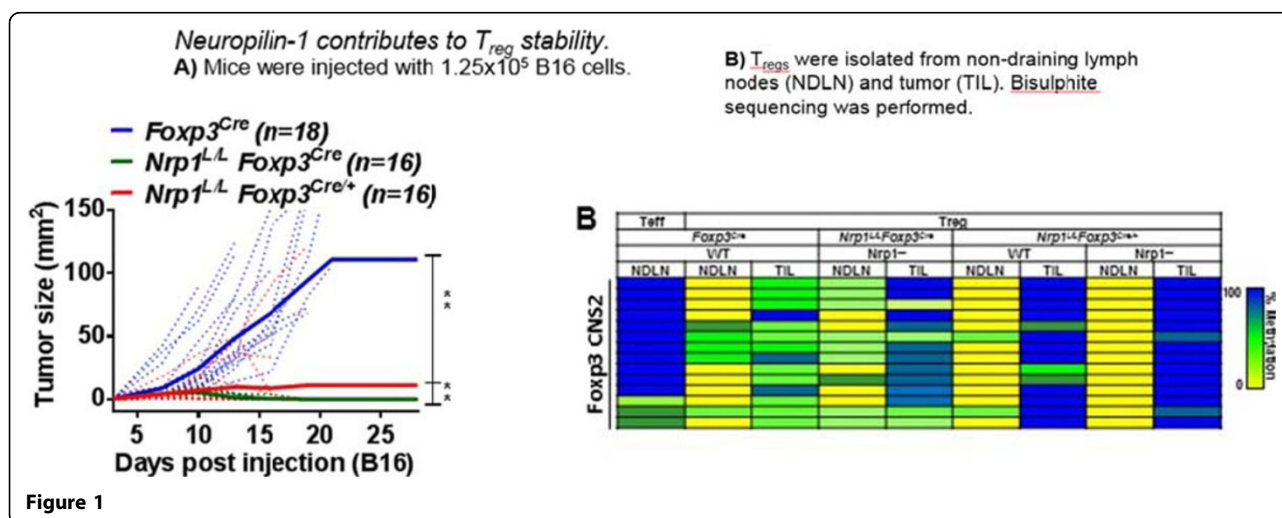 Neuropilin-1 contributes to Treg stability.
A) Mice were injected with 1.25x10⁵ B16 cells.
B) Tregs were isolated from non-draining lymph
nodes (NDLN) and tumor (TIL). Bisulphite
sequencing was performed.
Foxp3Cre (n=18)
Nrp1L/L Foxp3Cre (n=16)
Nrp1L/L Foxp3Cre/+ (n=16)
Tumor size (mm²)
150
100
50
0
5 10 15 20 25
Days post injection (B16)
**
**
B
Teff Treg
Foxp3Cre Nrp1L/LFoxp3Cre Nrp1L/LFoxp3Cre/+
WT Nrp1– WT Nrp1–
NDLN NDLN TIL NDLN TIL NDLN TIL NDLN TIL
Foxp3 CNS2
100
0
% Metylation
Figure 1